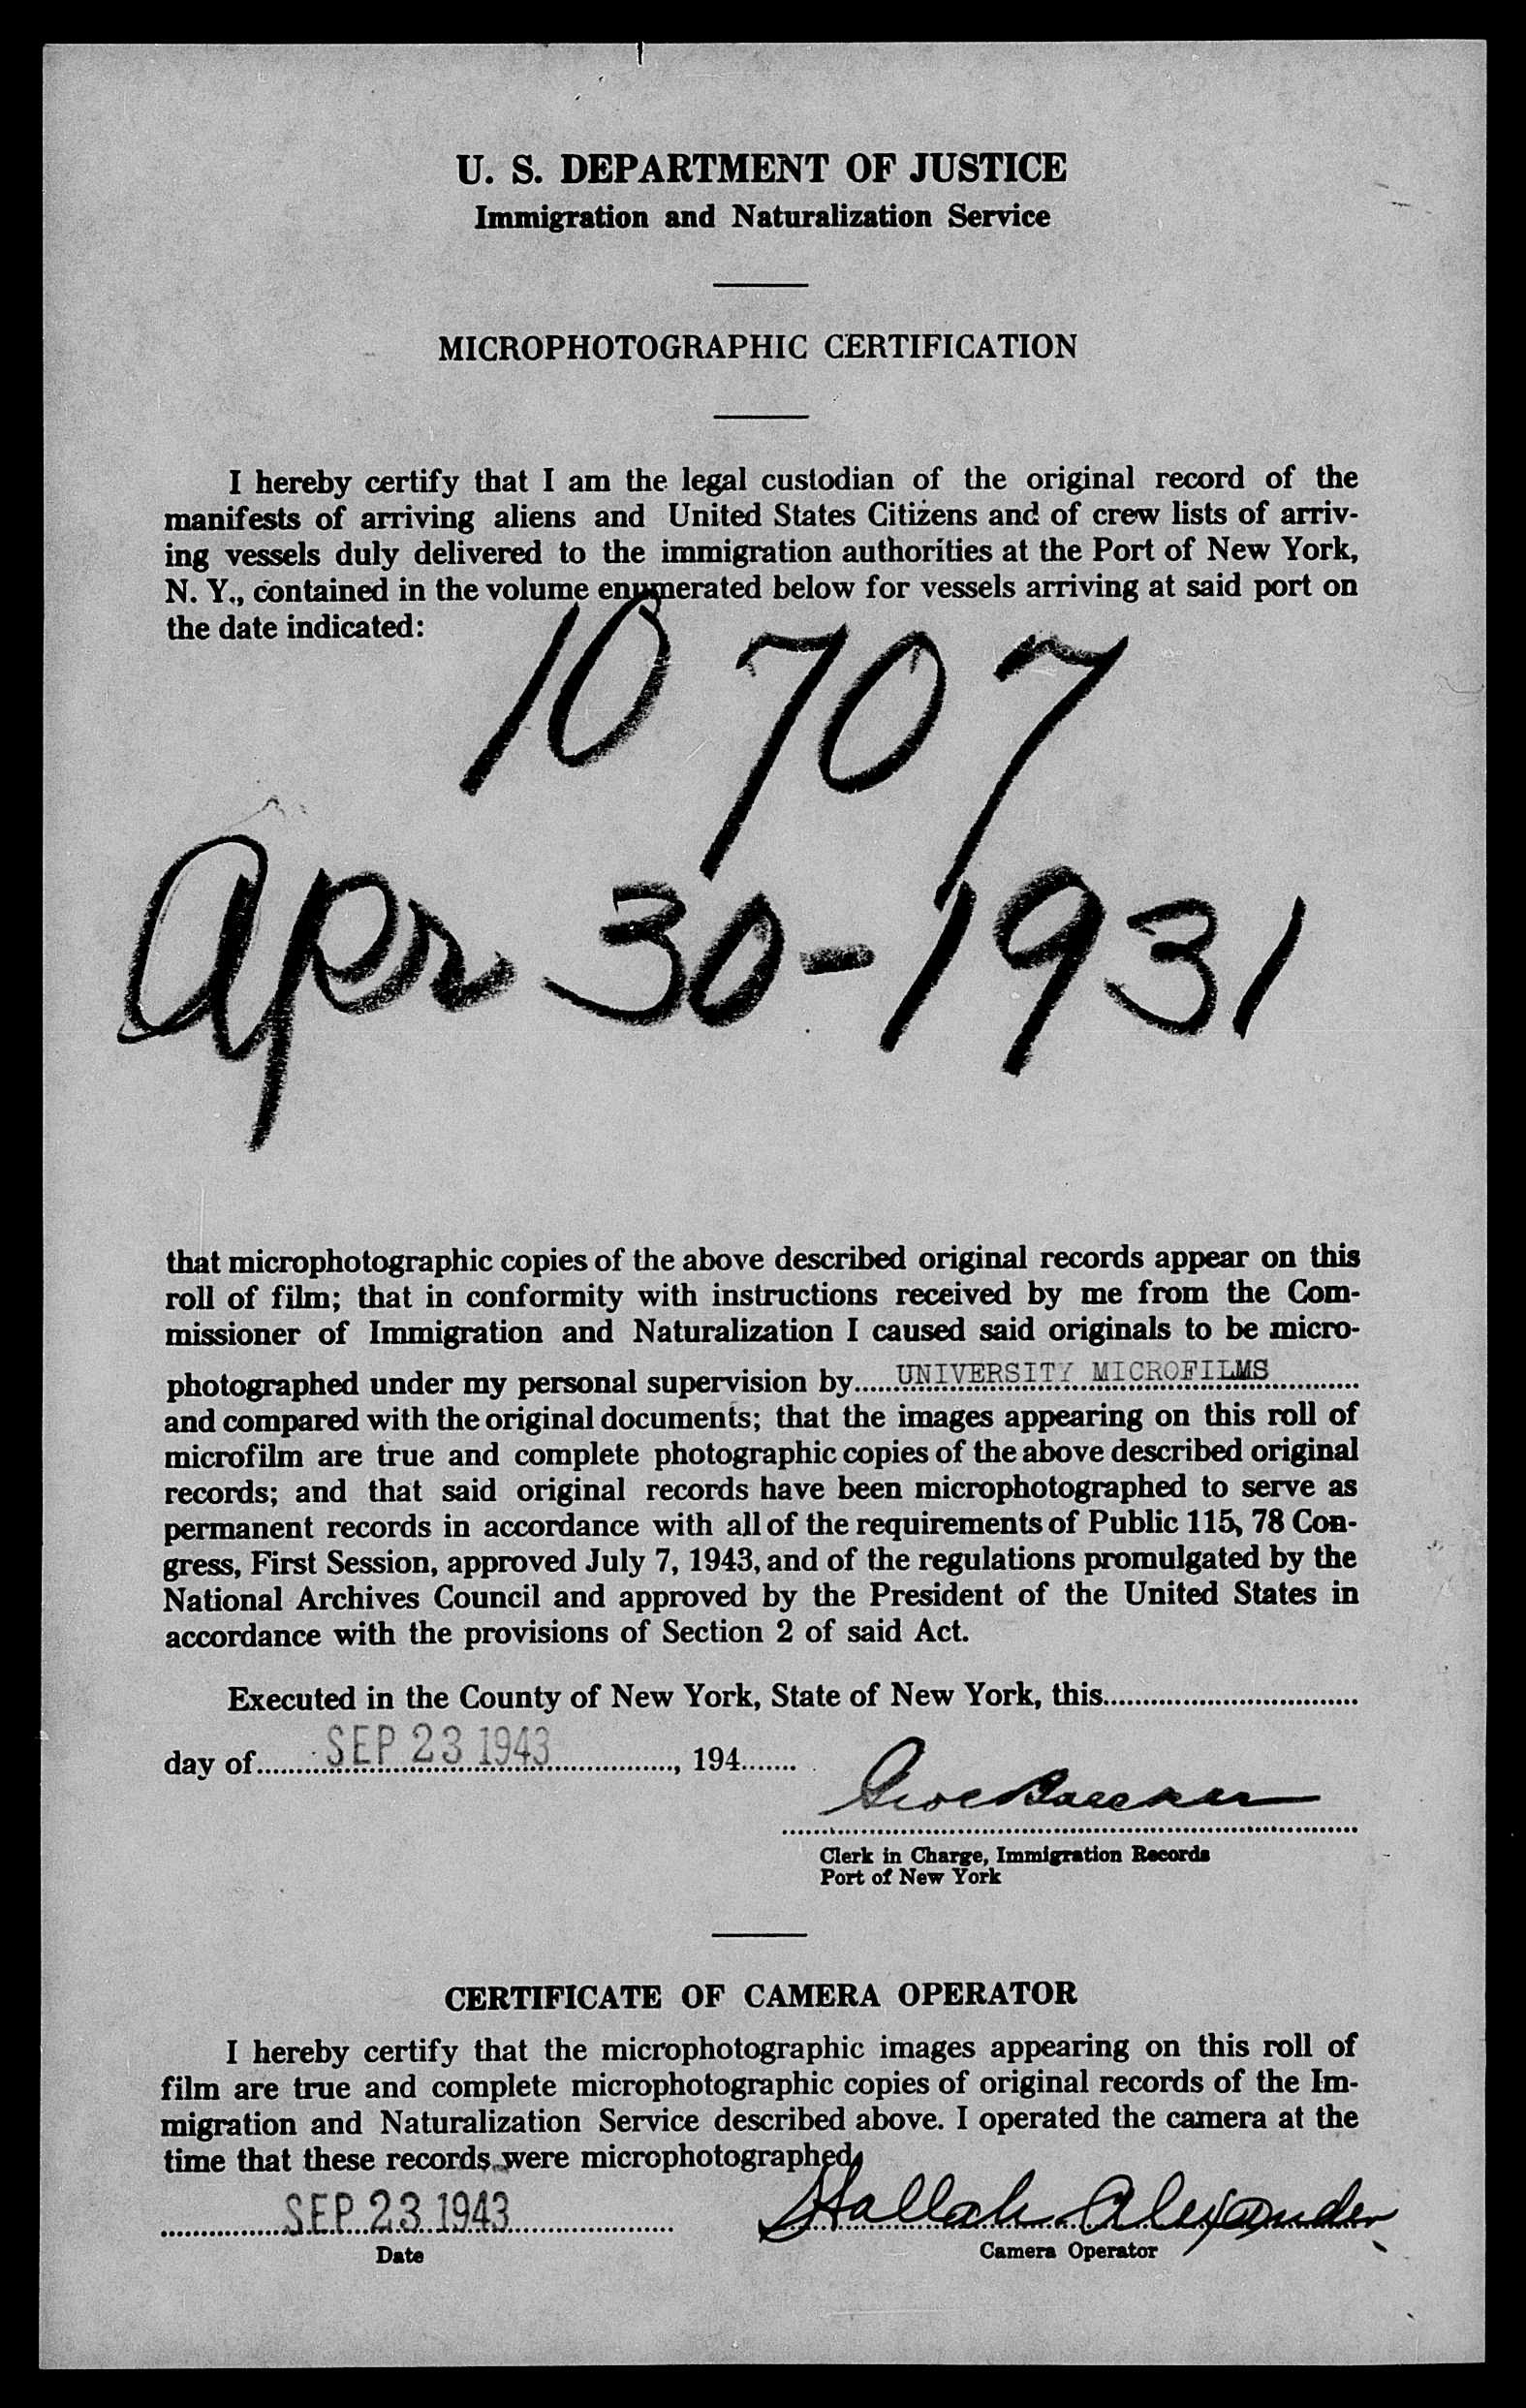 U. S. DEPARTMENT OF JUSTICE
Immigration and Naturalization Service
MICROPHOTOGRAPHIC CERTIFICATION
I hereby certify that I am the legal custodian of the original record of the
manifests of arriving aliens and United States Citizens and of crew lists of arriv-
ing vessels duly delivered to the immigration authorities at the Port of New York,
N. Y., contained in the volume enumerated below for vessels arriving at said port on
the date indicated:
10707
Apr 30-1931
that microphotographic copies of the above described original records appear on this
roll of film; that in conformity with instructions received by me from the Com-
missioner of Immigration and Naturalization I caused said originals to be micro-
photographed under my personal supervision by UNIVERSITY MICROFILMS
and compared with the original documents; that the images appearing on this roll of
microfilm are true and complete photographic copies of the above described original
records; and that said original records have been microphotographed to serve as
permanent records in accordance with all of the requirements of Public 115, 78 Con-
gress, First Session, approved July 7, 1943, and of the regulations promulgated by the
National Archives Council and approved by the President of the United States in
accordance with the provisions of Section 2 of said Act.
Executed in the County of New York, State of New York, this
day of SEP 23 1943, 194
Clerk in Charge, Immigration Records
Port of New York
CERTIFICATE OF CAMERA OPERATOR
I hereby certify that the microphotographic images appearing on this roll of
film are true and complete microphotographic copies of original records of the Im-
migration and Naturalization Service described above. I operated the camera at the
time that these records were microphotographed.
SEP 23 1943 Alexander
Date Camera Operator